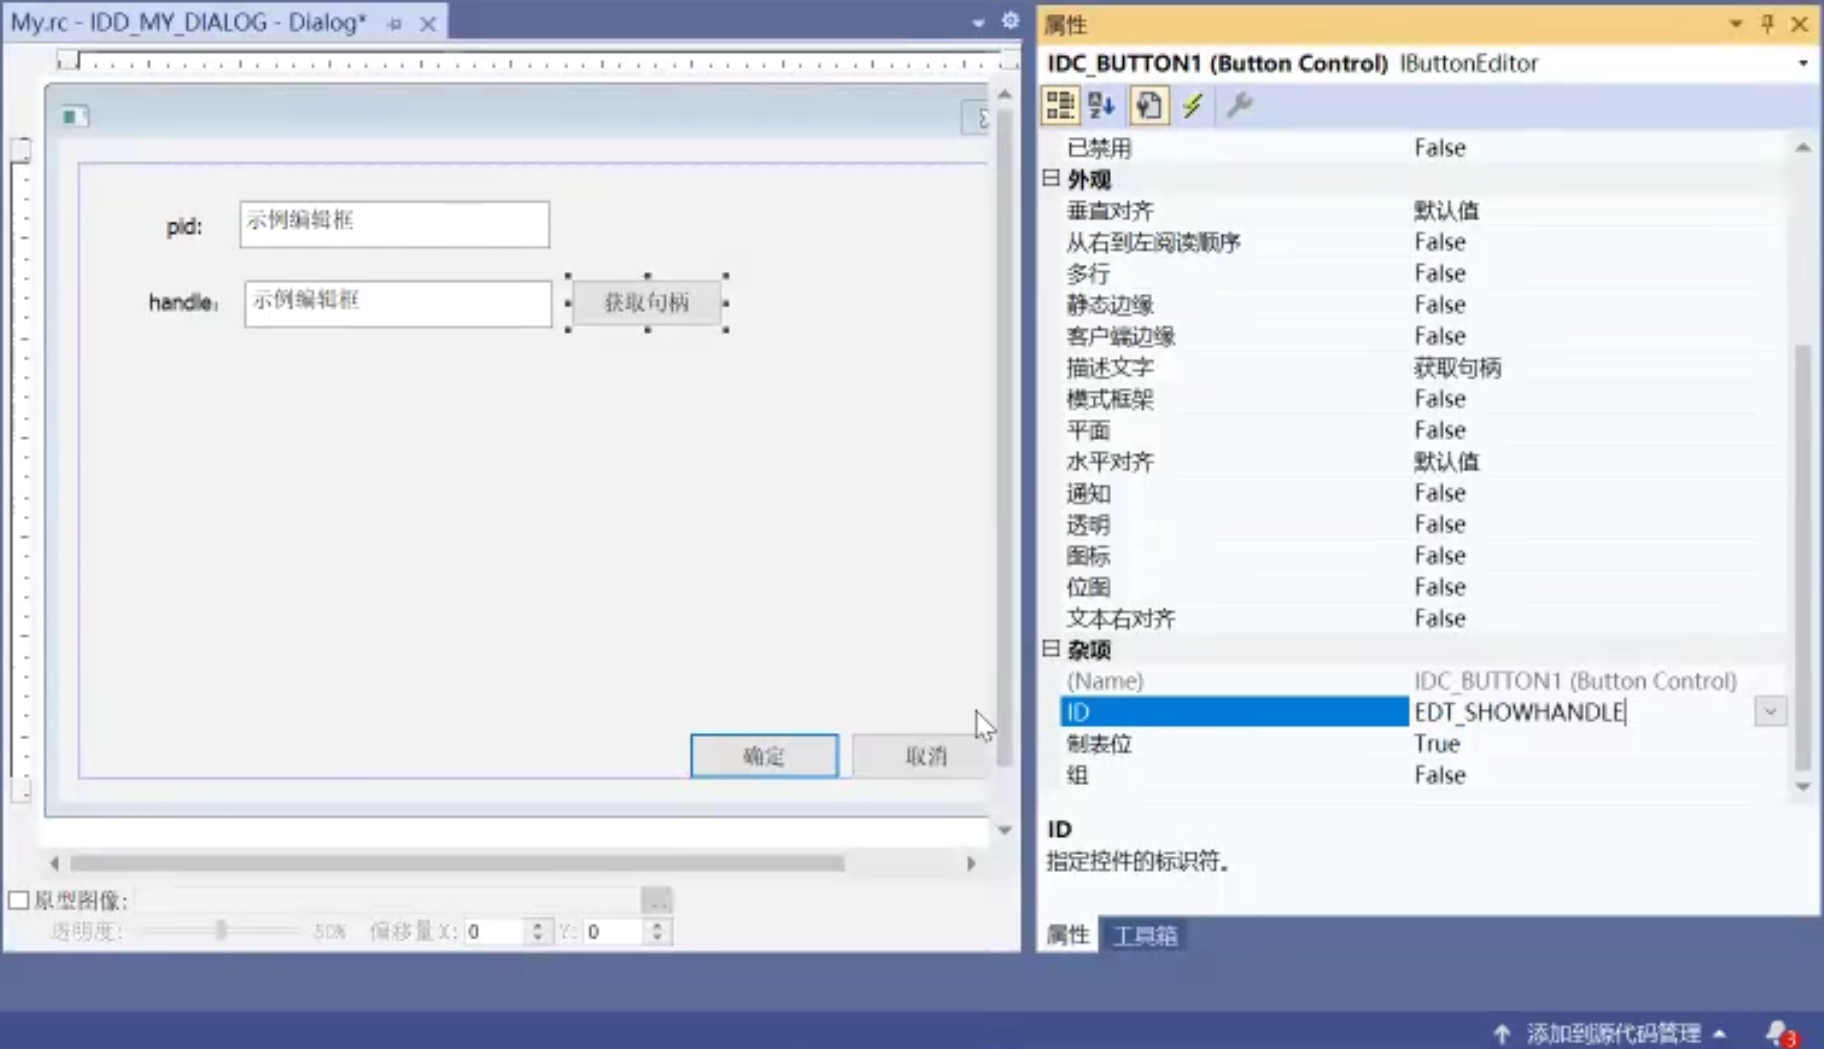 My.rc - IDD_MY_DIALOG - Dialog*
pid:
示例编辑框
handle:
示例编辑框
获取句柄
确定
取消
原型图像:
...
透明度:
50%
偏移量 X:
0
Y:
0
属性
IDC_BUTTON1 (Button Control) IButtonEditor
已禁用 False
外观
垂直对齐 默认值
从右到左阅读顺序 False
多行 False
静态边缘 False
客户端边缘 False
描述文字 获取句柄
模式框架 False
平面 False
水平对齐 默认值
通知 False
透明 False
图标 False
位图 False
文本右对齐 False
杂项
(Name) IDC_BUTTON1 (Button Control)
ID EDT_SHOWHANDLE
制表位 True
组 False
ID
指定控件的标识符。
属性 工具箱
添加到源代码管理
3